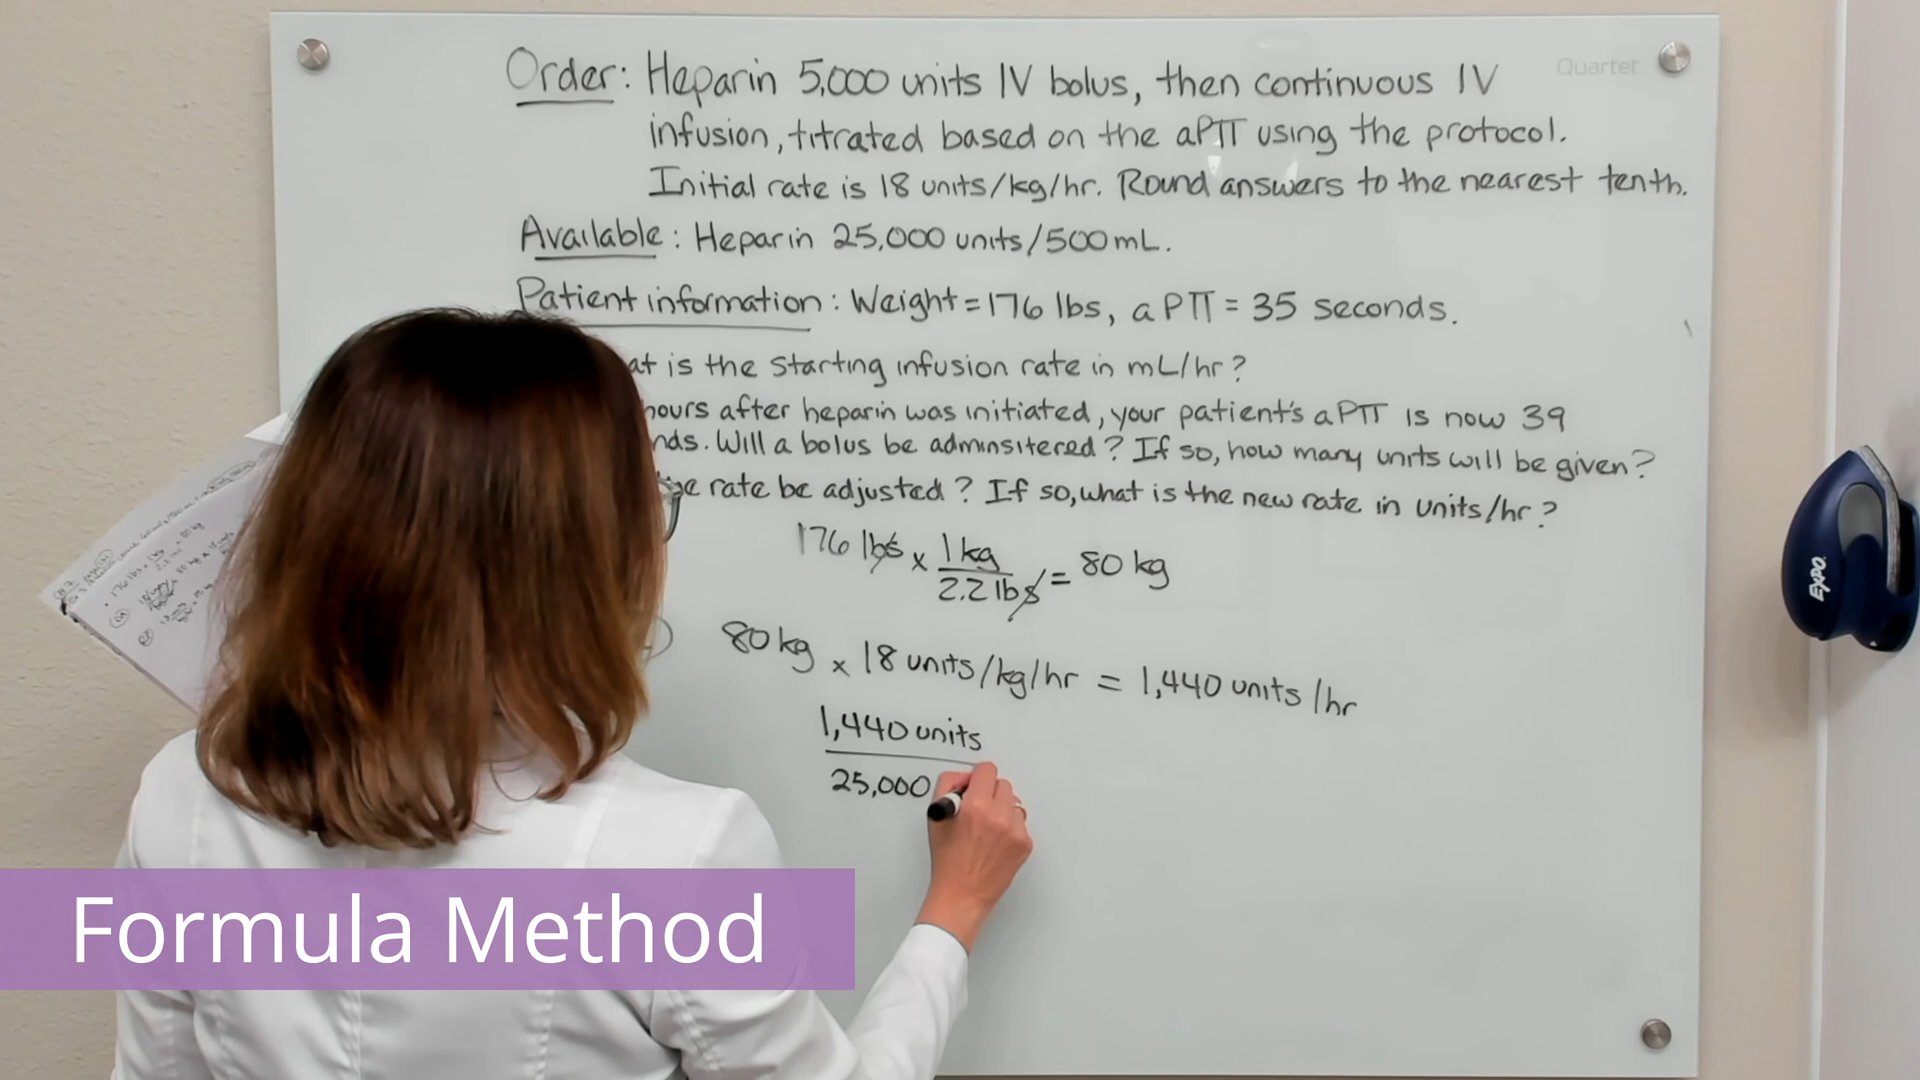 Quartet
Order: Heparin 5,000 units IV bolus, then continuous IV
infusion, titrated based on the aPTT using the protocol.
Initial rate is 18 units/kg/hr. Round answers to the nearest tenth.
Available: Heparin 25,000 units/500mL.
Patient information: Weight=176 lbs, aPTT = 35 seconds.
at is the starting infusion rate in mL/hr?
hours after heparin was initiated, your patient's aPTT is now 39
nds. Will a bolus be adminsitered? If so, how many units will be given?
rate be adjusted? If so, what is the new rate in units/hr?
176 lbs x 1 kg / 2.2 lbs = 80 kg
80 kg x 18 units/kg/hr = 1,440 units/hr
1,440 units
25,000
EXPO
Formula Method